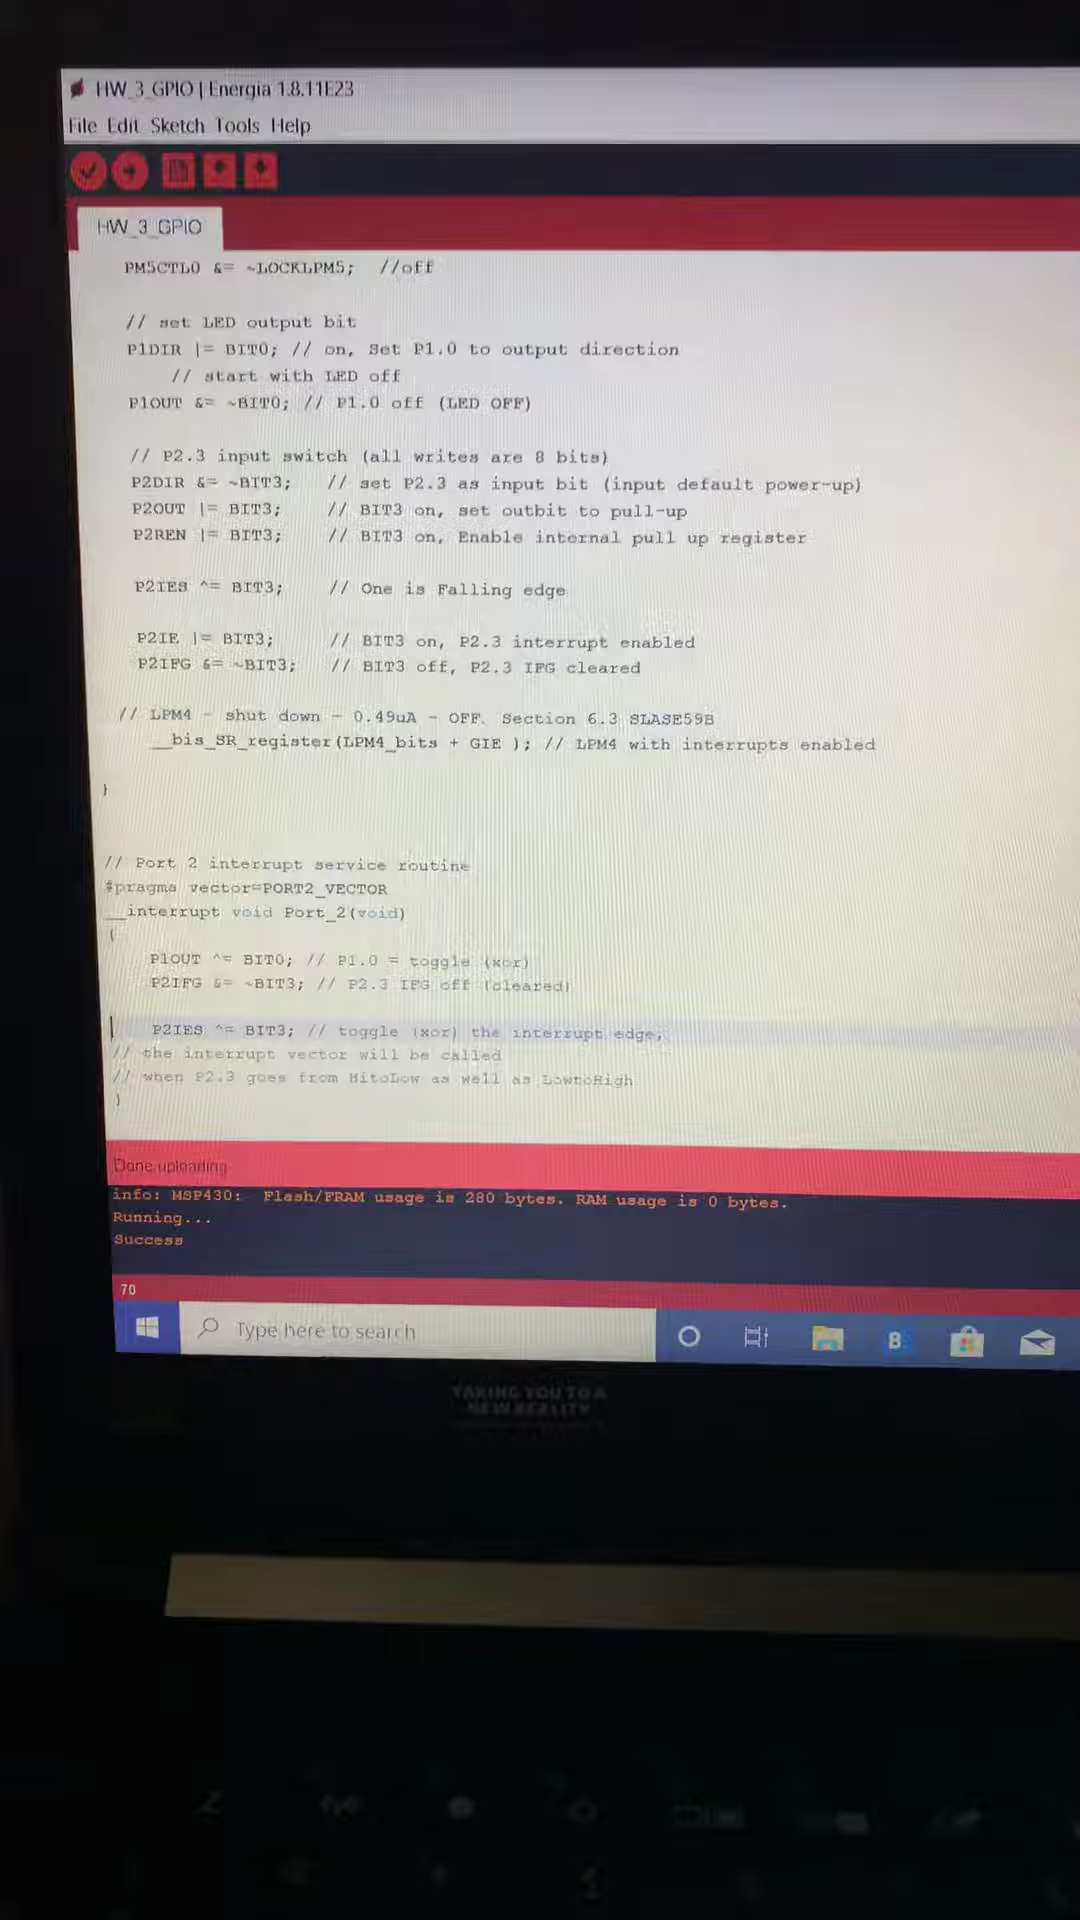 HW_3_GPIO | Energia 1.8.11E23
File Edit Sketch Tools Help
HW_3_GPIO
PM5CTL0 &= ~LOCKLPM5; //off
// set LED output bit
P1DIR |= BIT0; // on, Set P1.0 to output direction
// start with LED off
P1OUT &= ~BIT0; // P1.0 off (LED OFF)
// P2.3 input switch (all writes are 8 bits)
P2DIR &= ~BIT3; // set P2.3 as input bit (input default power-up)
P2OUT |= BIT3; // BIT3 on, set outbit to pull-up
P2REN |= BIT3; // BIT3 on, Enable internal pull up register
P2IES ^= BIT3; // One is Falling edge
P2IE |= BIT3; // BIT3 on, P2.3 interrupt enabled
P2IFG &= ~BIT3; // BIT3 off, P2.3 IFG cleared
// LPM4 - shut down - 0.49uA - OFF. Section 6.3 SLASE59B
__bis_SR_register(LPM4_bits + GIE ); // LPM4 with interrupts enabled
}
// Port 2 interrupt service routine
#pragma vector=PORT2_VECTOR
__interrupt void Port_2(void)
{
P1OUT ^= BIT0; // P1.0 = toggle (xor)
P2IFG &= ~BIT3; // P2.3 IFG off (cleared)
P2IES ^= BIT3; // toggle (xor) the interrupt edge,
// the interrupt vector will be called
// when P2.3 goes from HitoLow as well as LowtoHigh
}
Done uploading
info: MSP430: Flash/FRAM usage is 280 bytes. RAM usage is 0 bytes.
Running...
Success
70
Type here to search
B
TAKING YOU TO A
NEW REALITY